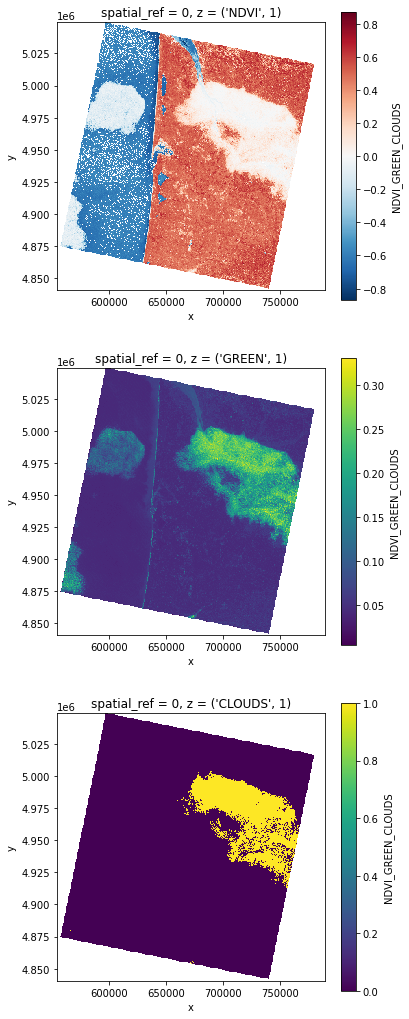 spatial_ref = 0, z = ('NDVI', 1)
1e6
5.025
5.000
4.975
4.950
4.925
4.900
4.875
4.850
y
600000 650000 700000 750000
x
0.8
0.6
0.4
0.2
0.0
−0.2
−0.4
−0.6
−0.8
NDVI_GREEN_CLOUDS
spatial_ref = 0, z = ('GREEN', 1)
1e6
5.025
5.000
4.975
4.950
4.925
4.900
4.875
4.850
y
600000 650000 700000 750000
x
0.30
0.25
0.20
0.15
0.10
0.05
NDVI_GREEN_CLOUDS
spatial_ref = 0, z = ('CLOUDS', 1)
1e6
5.025
5.000
4.975
4.950
4.925
4.900
4.875
4.850
y
600000 650000 700000 750000
x
1.0
0.8
0.6
0.4
0.2
0.0
NDVI_GREEN_CLOUDS